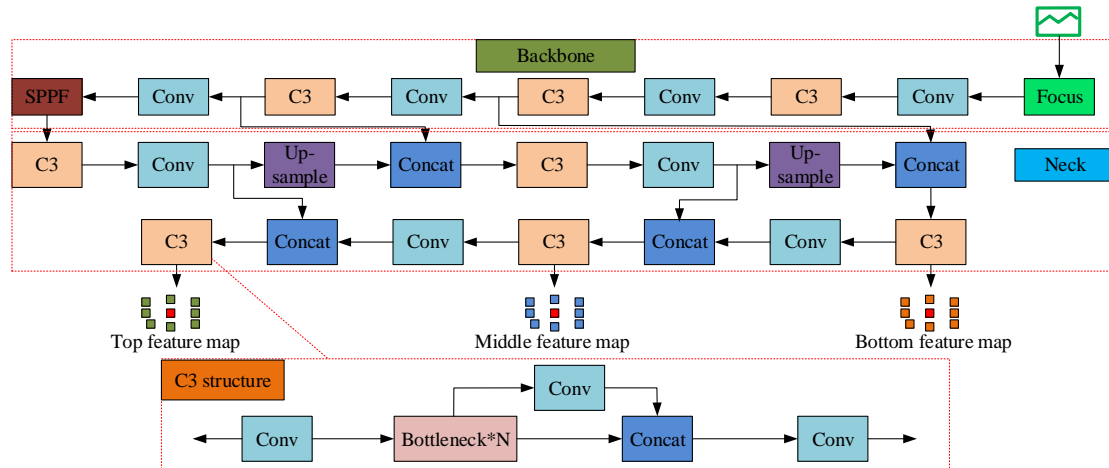 Backbone
SPPF
Conv
C3
Conv
C3
Conv
C3
Conv
Focus
C3
Conv
Up-
sample
Concat
C3
Conv
Up-
sample
Concat
Neck
C3
Concat
Conv
C3
Concat
Conv
C3
Top feature map
Middle feature map
Bottom feature map
C3 structure
Conv
Conv
Bottleneck*N
Concat
Conv